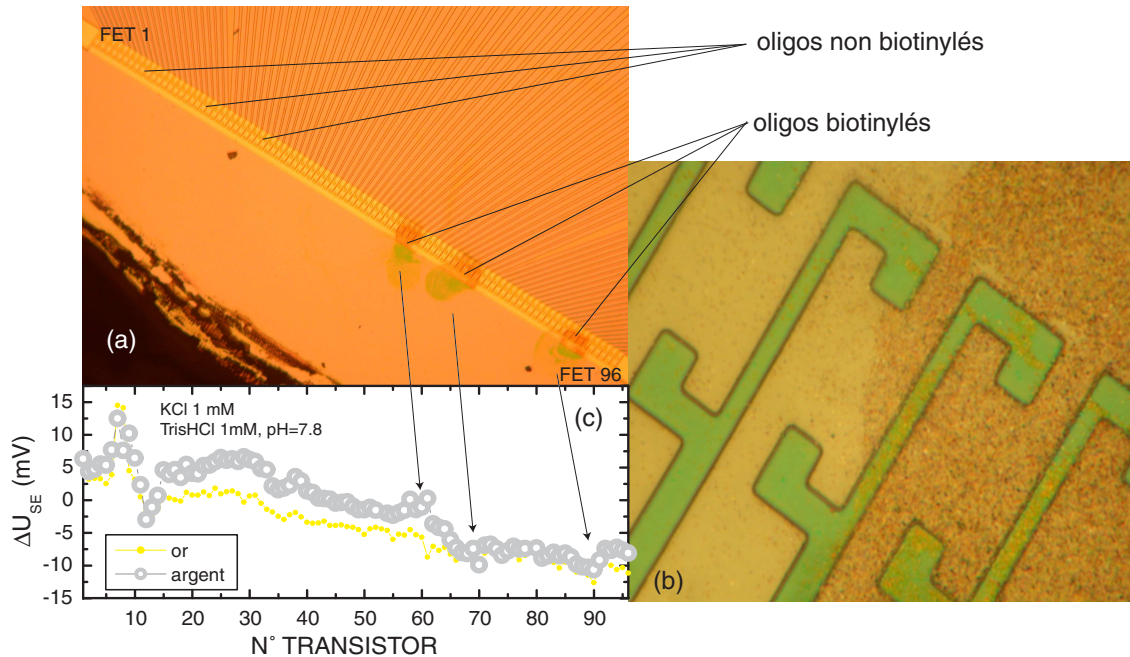 FET 1
oligos non biotinylés
oligos biotinylés
(a)
FET 96
KCl 1 mM
TrisHCl 1mM, pH=7.8
(c)
15
10
5
0
-5
-10
-15
ΔU_SE (mV)
or
argent
1
10
20
30
40
50
60
70
80
90
N° TRANSISTOR
(b)